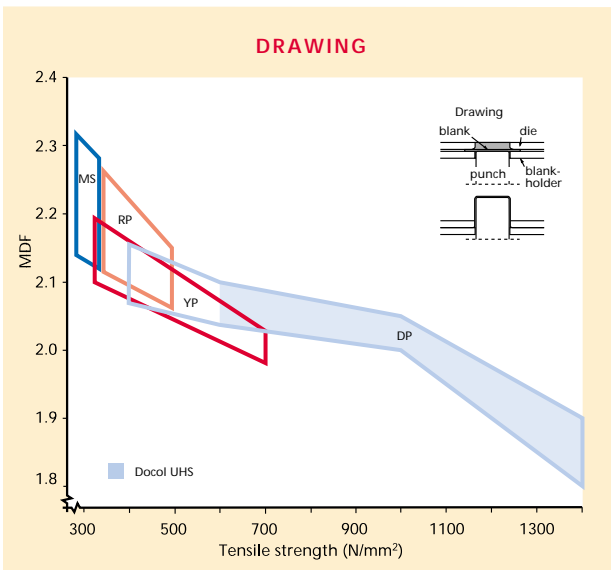 DRAWING
2.4
2.3
2.2
2.1
2.0
1.9
1.8
MDF
MS
RP
YP
DP
Drawing
blank
die
punch
blank-
holder
Docol UHS
300 500 700 900 1100 1300
Tensile strength (N/mm²)